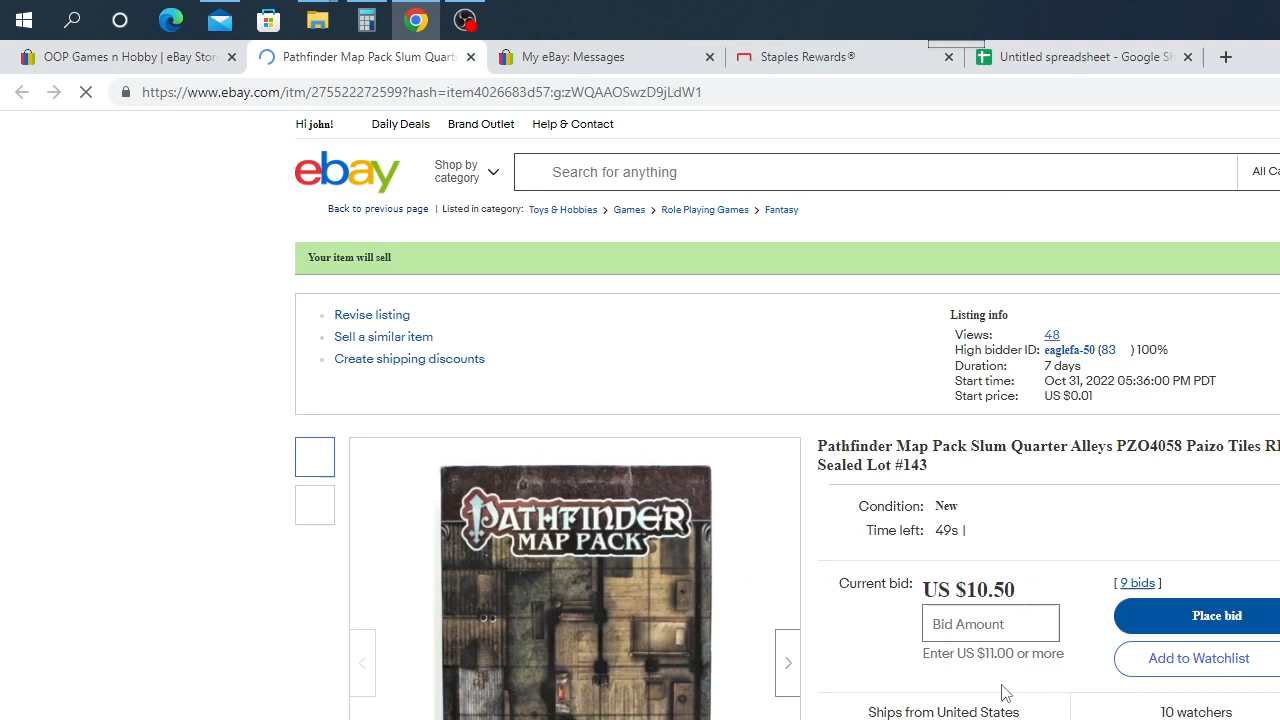 OOP Games n Hobby | eBay Stor
Pathfinder Map Pack Slum Quarte
My eBay: Messages
Staples Rewards®
Untitled spreadsheet - Google Sh
https://www.ebay.com/itm/275522272599?hash=item4026683d57:g:zWQAAOSwzD9jLdW1
Hi john!
Daily Deals
Brand Outlet
Help & Contact
ebay
Shop by
category
Search for anything
All Ca
Back to previous page | Listed in category: Toys & Hobbies > Games > Role Playing Games > Fantasy
Your item will sell
Revise listing
Sell a similar item
Create shipping discounts
Listing info
Views: 48
High bidder ID: eaglefa-50 (83 ) 100%
Duration: 7 days
Start time: Oct 31, 2022 05:36:00 PM PDT
Start price: US $0.01
PATHFINDER
MAP PACK
Pathfinder Map Pack Slum Quarter Alleys PZO4058 Paizo Tiles
Sealed Lot #143
Condition: New
Time left: 49s |
Current bid: US $10.50
[ 9 bids ]
Bid Amount
Place bid
Enter US $11.00 or more
Add to Watchlist
Ships from United States
10 watchers